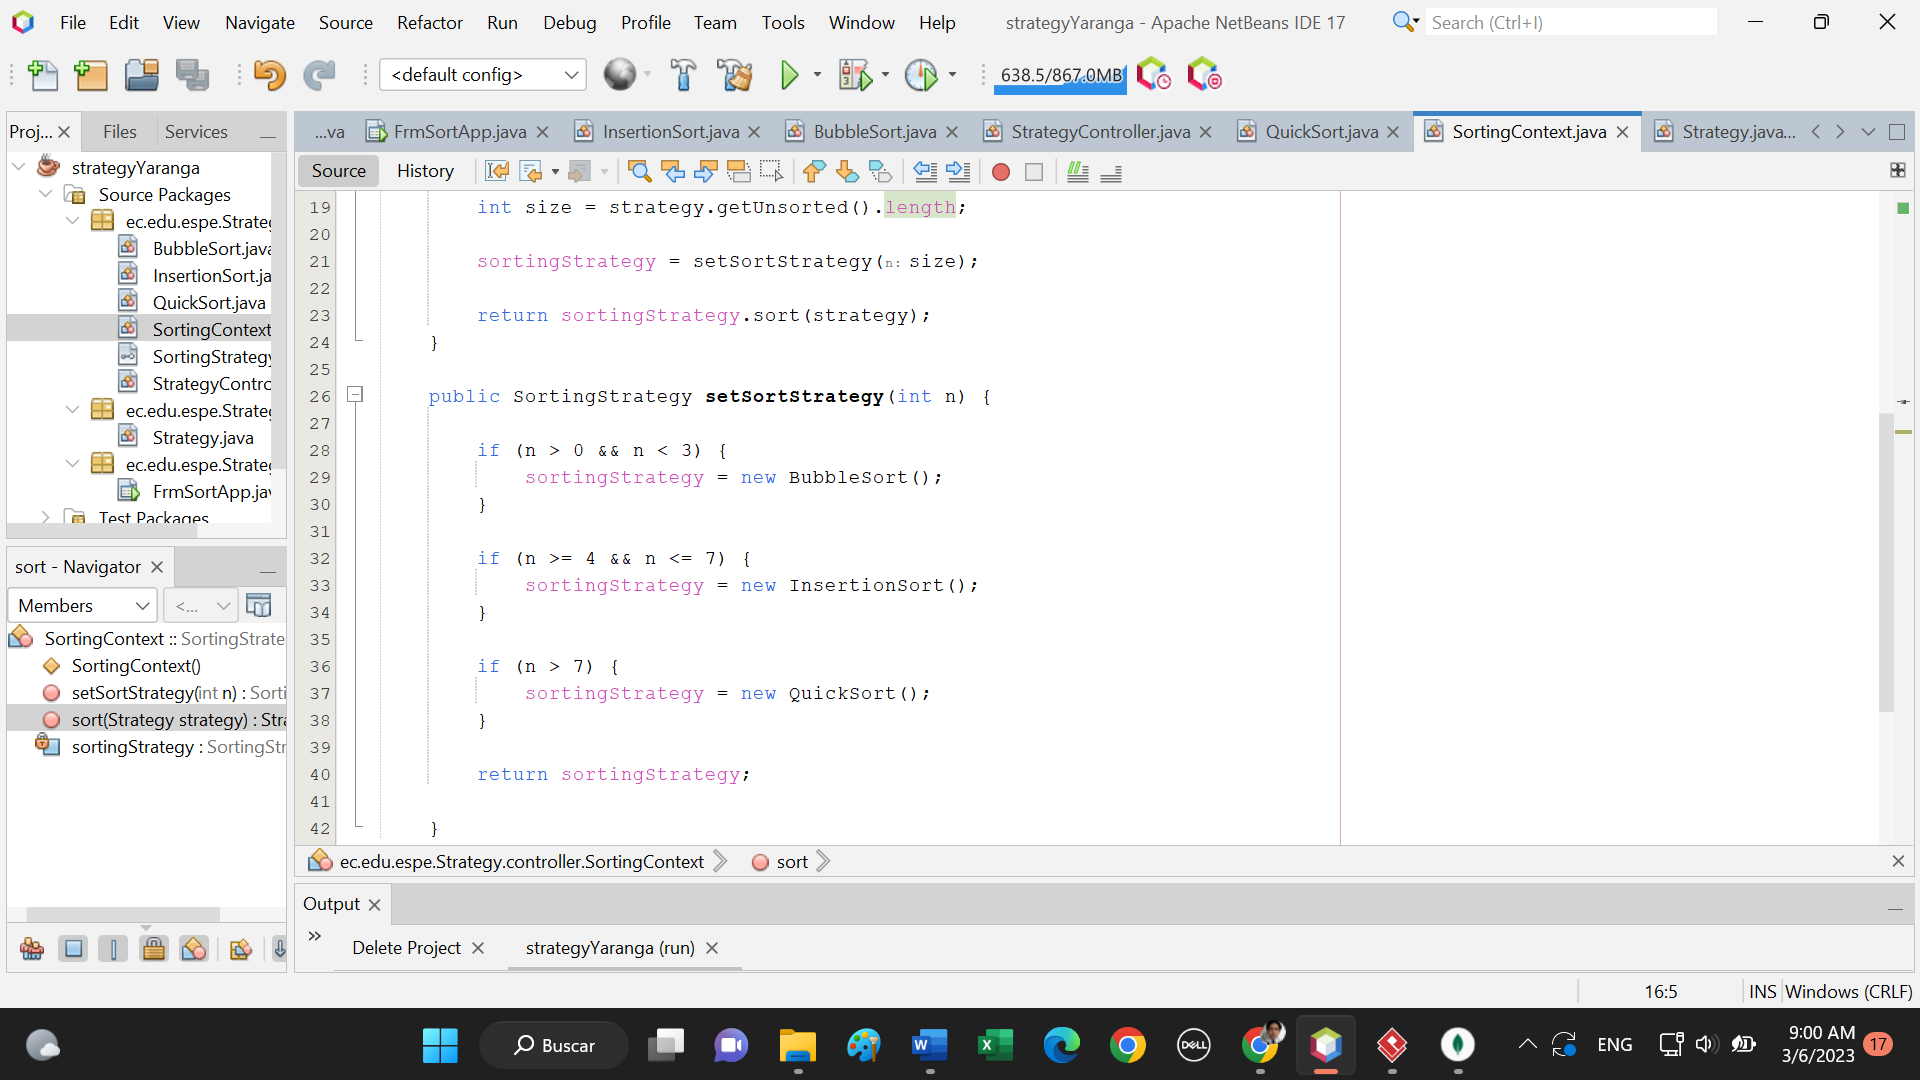 File Edit View Navigate Source Refactor Run Debug Profile Team Tools Window Help strategyYaranga - Apache NetBeans IDE 17 Search (Ctrl+I)
<default config> 638.5/867.0MB
Proj... Files Services
...va FrmSortApp.java InsertionSort.java BubbleSort.java StrategyController.java QuickSort.java SortingContext.java Strategy.java...
Source History
strategyYaranga
Source Packages
ec.edu.espe.Strateg
BubbleSort.java
InsertionSort.ja
QuickSort.java
SortingContext
SortingStrategy
StrategyContro
ec.edu.espe.Strateg
Strategy.java
ec.edu.espe.Strateg
FrmSortApp.jav
Test Packages
19 int size = strategy.getUnsorted().length;
20
21 sortingStrategy = setSortStrategy(n: size);
22
23 return sortingStrategy.sort(strategy);
24 }
25
26 public SortingStrategy setSortStrategy(int n) {
27
28 if (n > 0 && n < 3) {
29 sortingStrategy = new BubbleSort();
30 }
31
32 if (n >= 4 && n <= 7) {
33 sortingStrategy = new InsertionSort();
34 }
35
36 if (n > 7) {
37 sortingStrategy = new QuickSort();
38 }
39
40 return sortingStrategy;
41
42 }
sort - Navigator
Members <...
SortingContext :: SortingStrate
SortingContext()
setSortStrategy(int n) : Sorti
sort(Strategy strategy) : Stra
sortingStrategy : SortingStr
ec.edu.espe.Strategy.controller.SortingContext sort
Output
Delete Project strategyYaranga (run)
16:5 INS Windows (CRLF)
Buscar
DELL
ENG
9:00 AM
3/6/2023
17